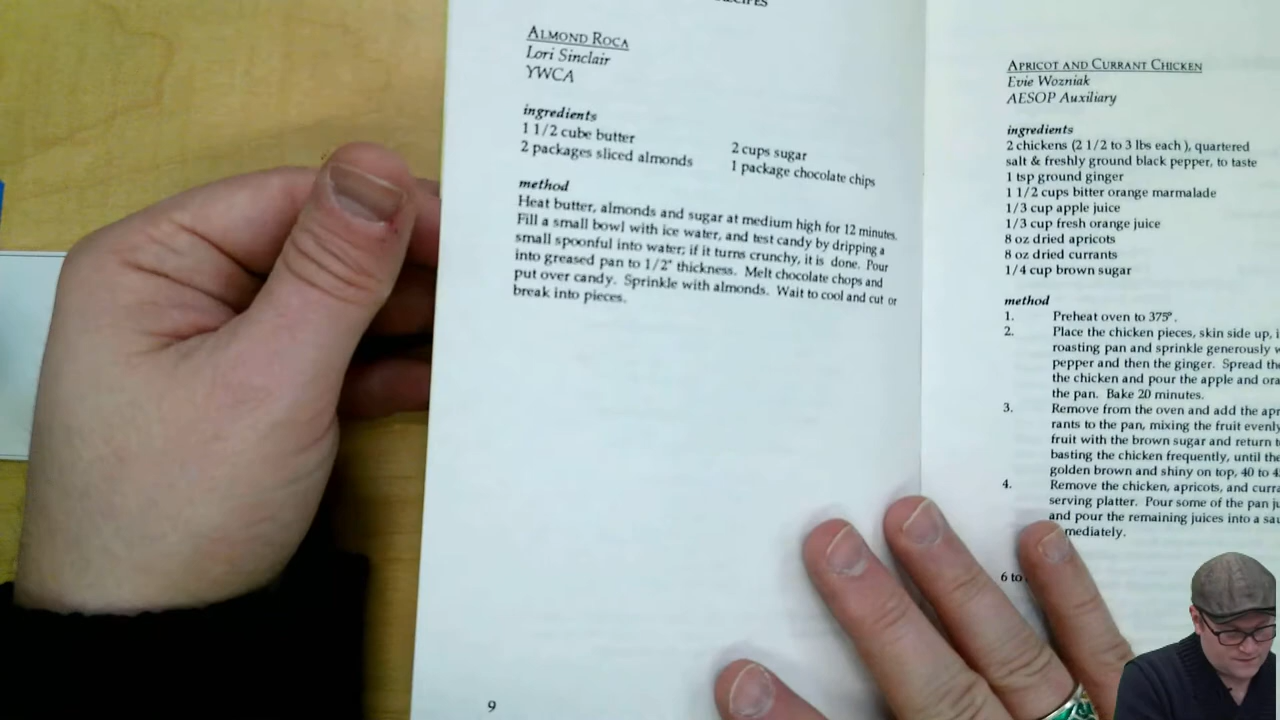 RECIPES
ALMOND ROCA
Lori Sinclair
YWCA
ingredients
1 1/2 cube butter
2 packages sliced almonds
2 cups sugar
1 package chocolate chips
method
Heat butter, almonds and sugar at medium high for 12 minutes.
Fill a small bowl with ice water, and test candy by dripping a
small spoonful into water; if it turns crunchy, it is done. Pour
into greased pan to 1/2" thickness. Melt chocolate chops and
put over candy. Sprinkle with almonds. Wait to cool and cut or
break into pieces.
9
APRICOT AND CURRANT CHICKEN
Evie Wozniak
AESOP Auxiliary
ingredients
2 chickens (2 1/2 to 3 lbs each), quartered
salt & freshly ground black pepper, to taste
1 tsp ground ginger
1 1/2 cups bitter orange marmalade
1/3 cup apple juice
1/3 cup fresh orange juice
8 oz dried apricots
8 oz dried currants
1/4 cup brown sugar
method
1. Preheat oven to 375°.
2. Place the chicken pieces, skin side up,
roasting pan and sprinkle generously
pepper and then the ginger. Spread the
the chicken and pour the apple and
the pan. Bake 20 minutes.
3. Remove from the oven and add the
rants to the pan, mixing the fruit evenly
fruit with the brown sugar and return
basting the chicken frequently, until the
golden brown and shiny on top, 40 to
4. Remove the chicken, apricots, and
serving platter. Pour some of the pan
and pour the remaining juices into a
mediately.
6 to